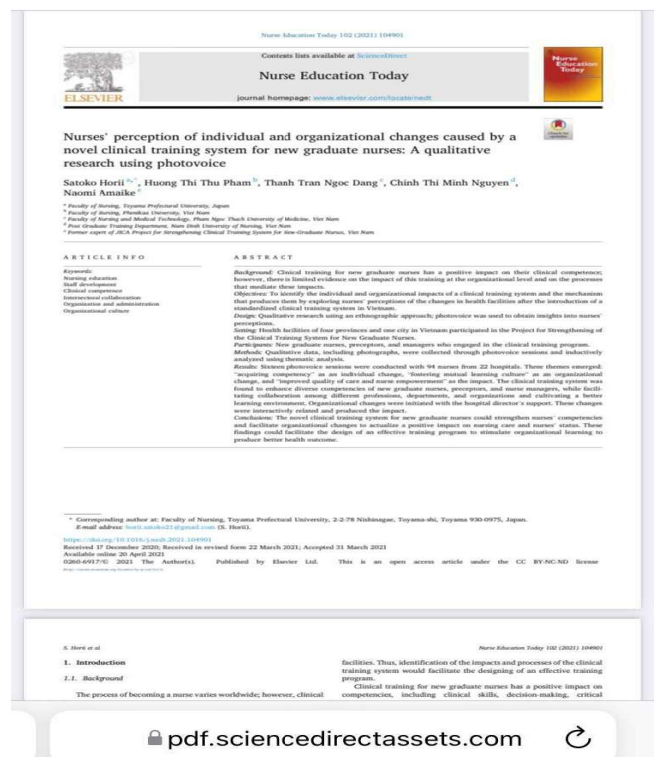 Nurse Education Today 102 (2021) 104901
Contents lists available at ScienceDirect
Nurse Education Today
journal homepage: www.elsevier.com/locate/nedt
ELSEVIER
Nurse
Education
Today
Nurses' perception of individual and organizational changes caused by a
novel clinical training system for new graduate nurses: A qualitative
research using photovoice
Satoko Horii a,*, Huong Thi Thu Pham b, Thanh Tran Ngoc Dang c, Chinh Thi Minh Nguyen d,
Naomi Amaike e
a Faculty of Nursing, Toyama Prefectural University, Japan
b Faculty of Nursing, Phenikaa University, Viet Nam
c Faculty of Nursing and Medical Technology, Pham Ngoc Thach University of Medicine, Viet Nam
d Post Graduate Training Department, Nam Dinh University of Nursing, Viet Nam
e Former expert of JICA Project for Strengthening Clinical Training System for New-Graduate Nurses, Viet Nam
ARTICLE INFO
Keywords:
Nursing education
Staff development
Clinical competence
Intersectoral collaboration
Organization and administration
Organizational culture
ABSTRACT
Background: Clinical training for new graduate nurses has a positive impact on their clinical competence;
however, there is limited evidence on the impact of this training at the organizational level and on the processes
that mediate these impacts.
Objectives: To identify the individual and organizational impacts of a clinical training system and the mechanism
that produces them by exploring nurses' perceptions of the changes in health facilities after the introduction of a
standardized clinical training system in Vietnam.
Design: Qualitative research using an ethnographic approach; photovoice was used to obtain insights into nurses'
perceptions.
Setting: Health facilities of four provinces and one city in Vietnam participated in the Project for Strengthening of
the Clinical Training System for New Graduate Nurses.
Participants: New graduate nurses, preceptors, and managers who engaged in the clinical training program.
Methods: Qualitative data, including photographs, were collected through photovoice sessions and inductively
analyzed using thematic analysis.
Results: Sixteen photovoice sessions were conducted with 94 nurses from 22 hospitals. Three themes emerged:
"acquiring competency" as an individual change, "fostering mutual learning culture" as an organizational
change, and "improved quality of care and nurse empowerment" as the impact. The clinical training system was
found to enhance diverse competencies of new graduate nurses, preceptors, and nurse managers, while facili-
tating collaboration among different professions, departments, and organizations and cultivating a better
learning environment. Organizational changes were initiated with the hospital director's support. These changes
were interactively related and produced the impact.
Conclusions: The novel clinical training system for new graduate nurses could strengthen nurses' competencies
and facilitate organizational changes to actualize a positive impact on nursing care and nurses' status. These
findings could facilitate the design of an effective training program to stimulate organizational learning to
produce better health outcome.
* Corresponding author at: Faculty of Nursing, Toyama Prefectural University, 2-2-78 Nishinagae, Toyama-shi, Toyama 930-0975, Japan.
E-mail address: horii.satoko21@gmail.com (S. Horii).
https://doi.org/10.1016/j.nedt.2021.104901
Received 17 December 2020; Received in revised form 22 March 2021; Accepted 31 March 2021
Available online 20 April 2021
0260-6917/© 2021 The Author(s). Published by Elsevier Ltd. This is an open access article under the CC BY-NC-ND license
S. Horii et al
Nurse Education Today 102 (2021) 104901
1. Introduction
1.1. Background
The process of becoming a nurse varies worldwide; however, clinical
facilities. Thus, identification of the impacts and processes of the clinical
training system would facilitate the designing of an effective training
program.
Clinical training for new graduate nurses has a positive impact on
competencies, including clinical skills, decision-making, critical
pdf.sciencedirectassets.com